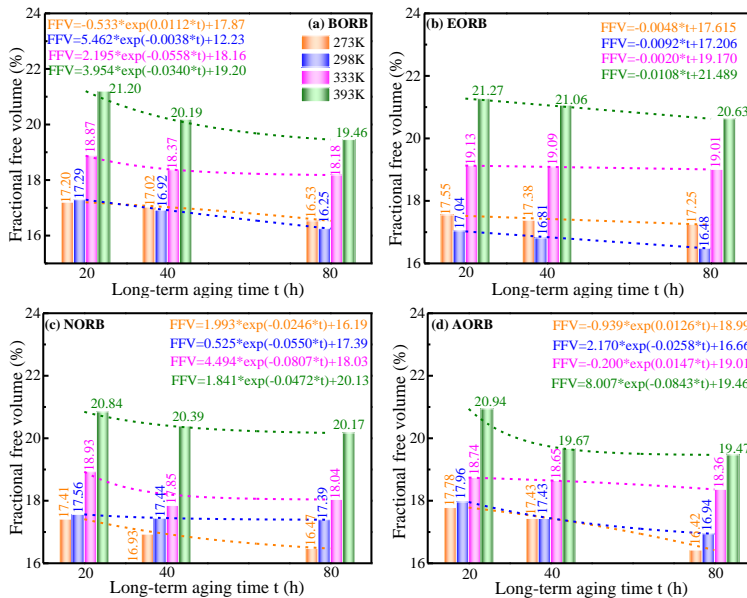 (a) BORB
FFV=-0.533*exp(0.0112*t)+17.87
FFV=5.462*exp(-0.0038*t)+12.23
FFV=2.195*exp(-0.0558*t)+18.16
FFV=3.954*exp(-0.0340*t)+19.20
273K
298K
333K
393K
24
22
20
18
16
Fractional free volume (%)
17.20
17.29
18.87
21.20
17.02
16.92
18.37
20.19
16.53
16.25
18.18
19.46
20
40
80
Long-term aging time t (h)
(b) EORB
FFV=-0.0048*t+17.615
FFV=-0.0092*t+17.206
FFV=-0.0020*t+19.170
FFV=-0.0108*t+21.489
24
22
20
18
16
Fractional free volume (%)
17.55
17.04
19.13
21.27
17.38
16.81
19.09
21.06
17.25
16.48
19.01
20.63
20
40
80
Long-term aging time t (h)
(c) NORB
FFV=1.993*exp(-0.0246*t)+16.19
FFV=0.525*exp(-0.0550*t)+17.39
FFV=4.494*exp(-0.0807*t)+18.03
FFV=1.841*exp(-0.0472*t)+20.13
24
22
20
18
16
Fractional free volume (%)
17.41
17.56
18.93
20.84
16.93
17.44
17.85
20.39
16.47
17.39
18.04
20.17
20
40
80
Long-term aging time t (h)
(d) AORB
FFV=-0.939*exp(0.0126*t)+18.99
FFV=2.170*exp(-0.0258*t)+16.66
FFV=-0.200*exp(0.0147*t)+19.01
FFV=8.007*exp(-0.0843*t)+19.46
24
22
20
18
16
Fractional free volume (%)
17.78
17.96
18.74
20.94
17.43
17.43
18.65
19.67
16.42
16.94
18.36
19.47
20
40
80
Long-term aging time t (h)